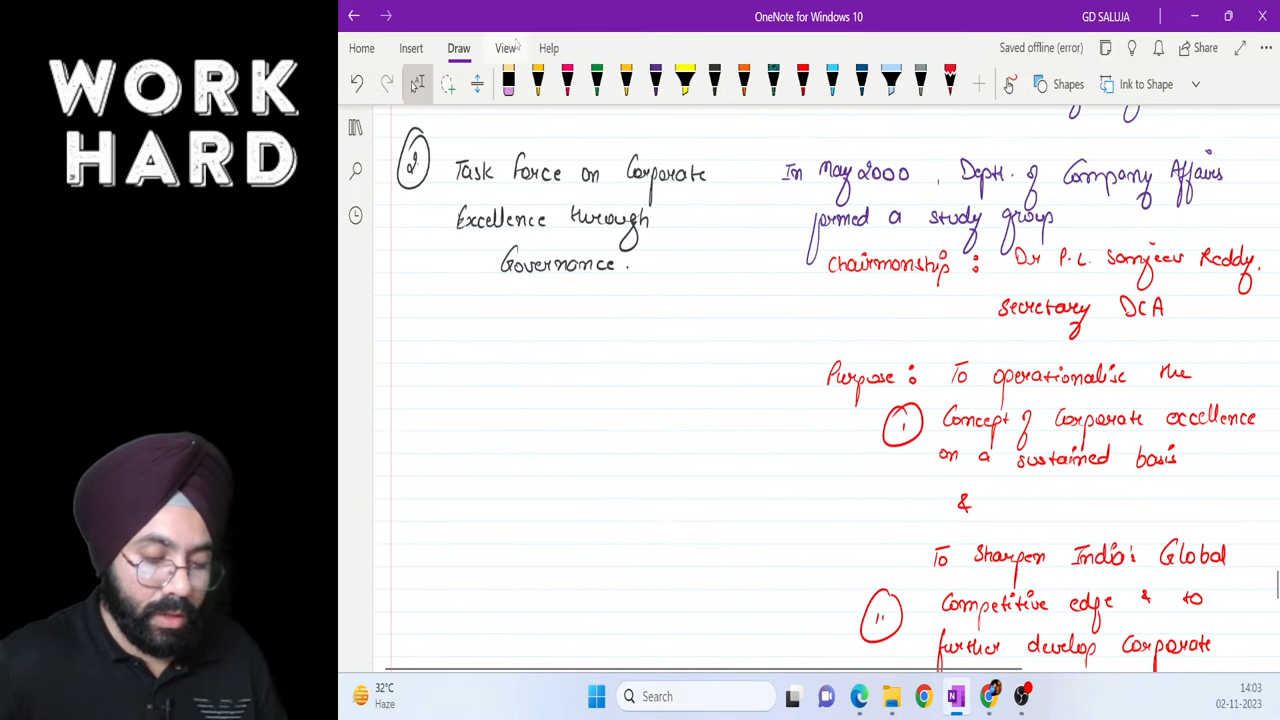 WORK
HARD
OneNote for Windows 10
GD SALUJA
Home
Insert
Draw
View
Help
Saved offline (error)
Share
Shapes
Ink to Shape
2 Task Force on Corporate
Excellence through
Governance.
In May 2000, Deptt. of Company Affairs
formed a study group
Chairmanship : Dr P.L. Sanjeev Reddy,
Secretary DCA
Purpose : To operationalise the
i Concept of Corporate excellence
on a sustained basis
&
To Sharpen India's Global
ii Competitive edge & to
further develop Corporate
32°C
Haze
Search
14:03
02-11-2023